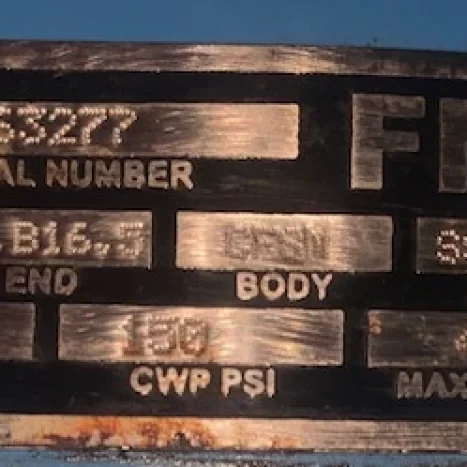 53277
AL NUMBER
F
B16.5
END
BODY
150
CWP PSI
MAX